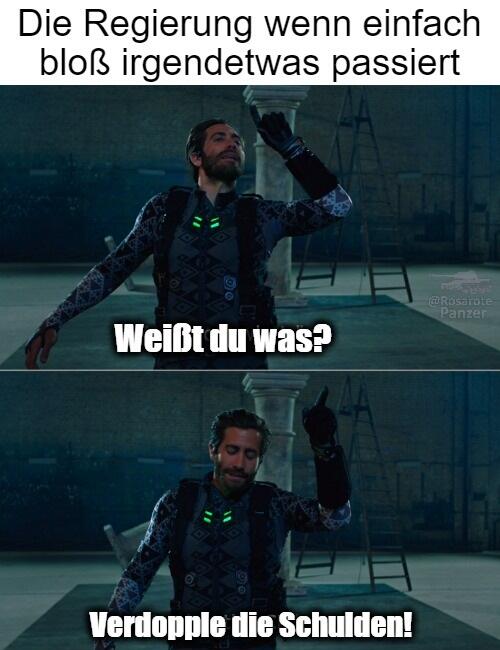 Die Regierung wenn einfach
bloß irgendetwas passiert
@Rosarote
Panzer
Weißt du was?
Verdopple die Schulden!